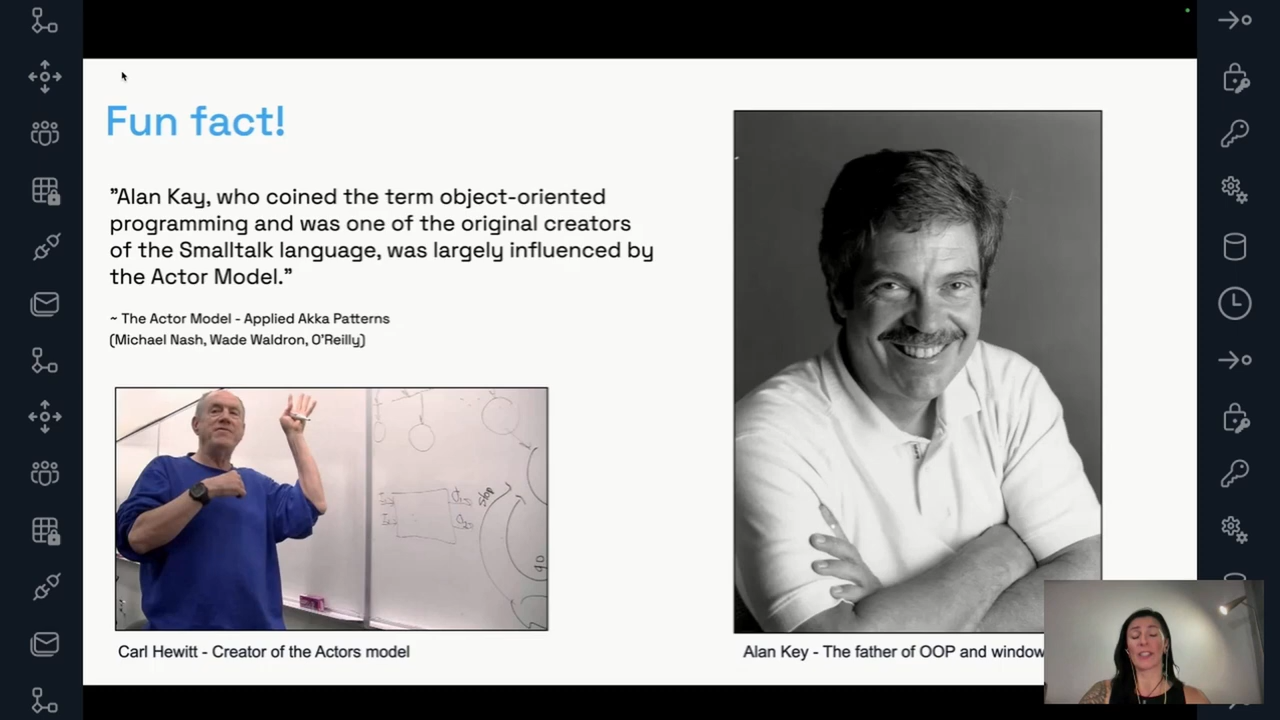 Fun fact!
"Alan Kay, who coined the term object-oriented
programming and was one of the original creators
of the Smalltalk language, was largely influenced by
the Actor Model."
~ The Actor Model - Applied Akka Patterns
(Michael Nash, Wade Waldron, O'Reilly)
stop
go
Carl Hewitt - Creator of the Actors model
Alan Key - The father of OOP and window